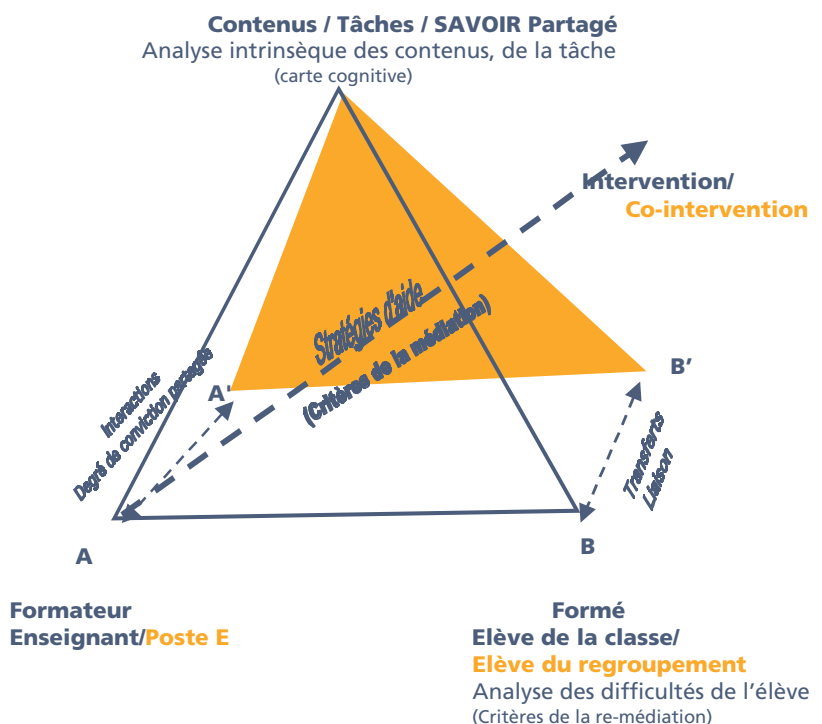 Contenus / Tâches / SAVOIR Partagé
Analyse intrinsèque des contenus, de la tâche
(carte cognitive)
Intervention/
Co-intervention
Stratégies d'aide
(Critères de la médiation)
A'
B’
Interactions
Degré de conviction partagée
Transferts
Liaison
A
B
Formateur
Enseignant/Poste E
Formé
Elève de la classe/
Elève du regroupement
Analyse des difficultés de l’élève
(Critères de la re-médiation)